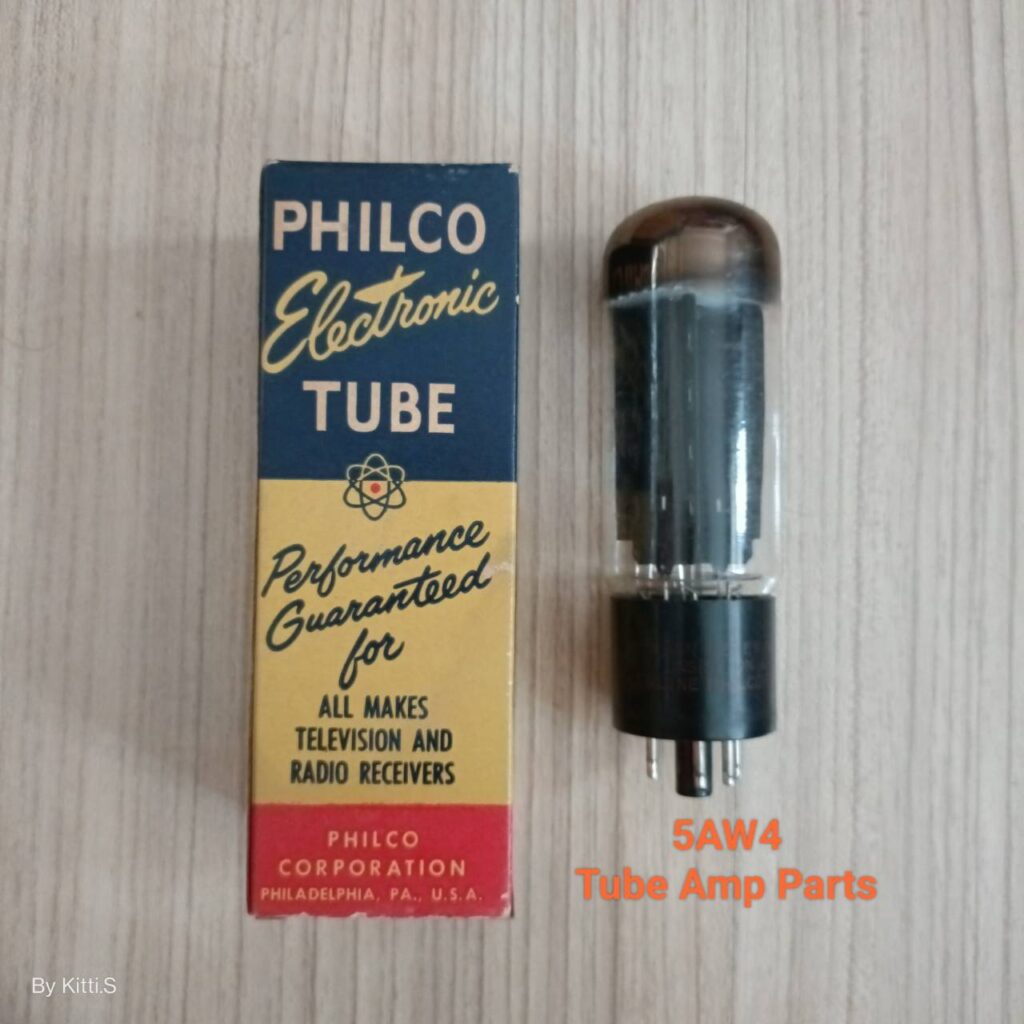 PHILCO
Electronic
TUBE
Performance
Guaranteed
for
ALL MAKES
TELEVISION AND
RADIO RECEIVERS
PHILCO
CORPORATION
PHILADELPHIA, PA., U.S.A.
5AW4
Tube Amp Parts
By Kitti.S